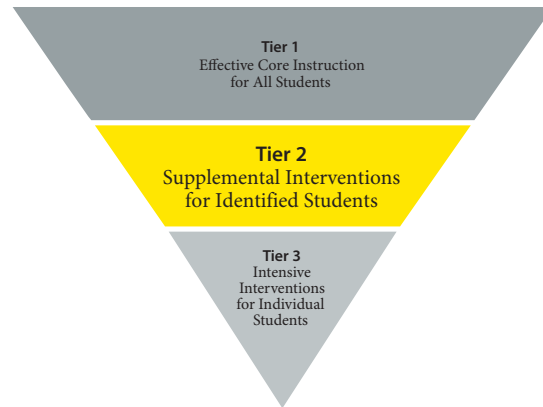 Tier 1
Effective Core Instruction
for All Students
Tier 2
Supplemental Interventions
for Identified Students
Tier 3
Intensive
Interventions
for Individual
Students